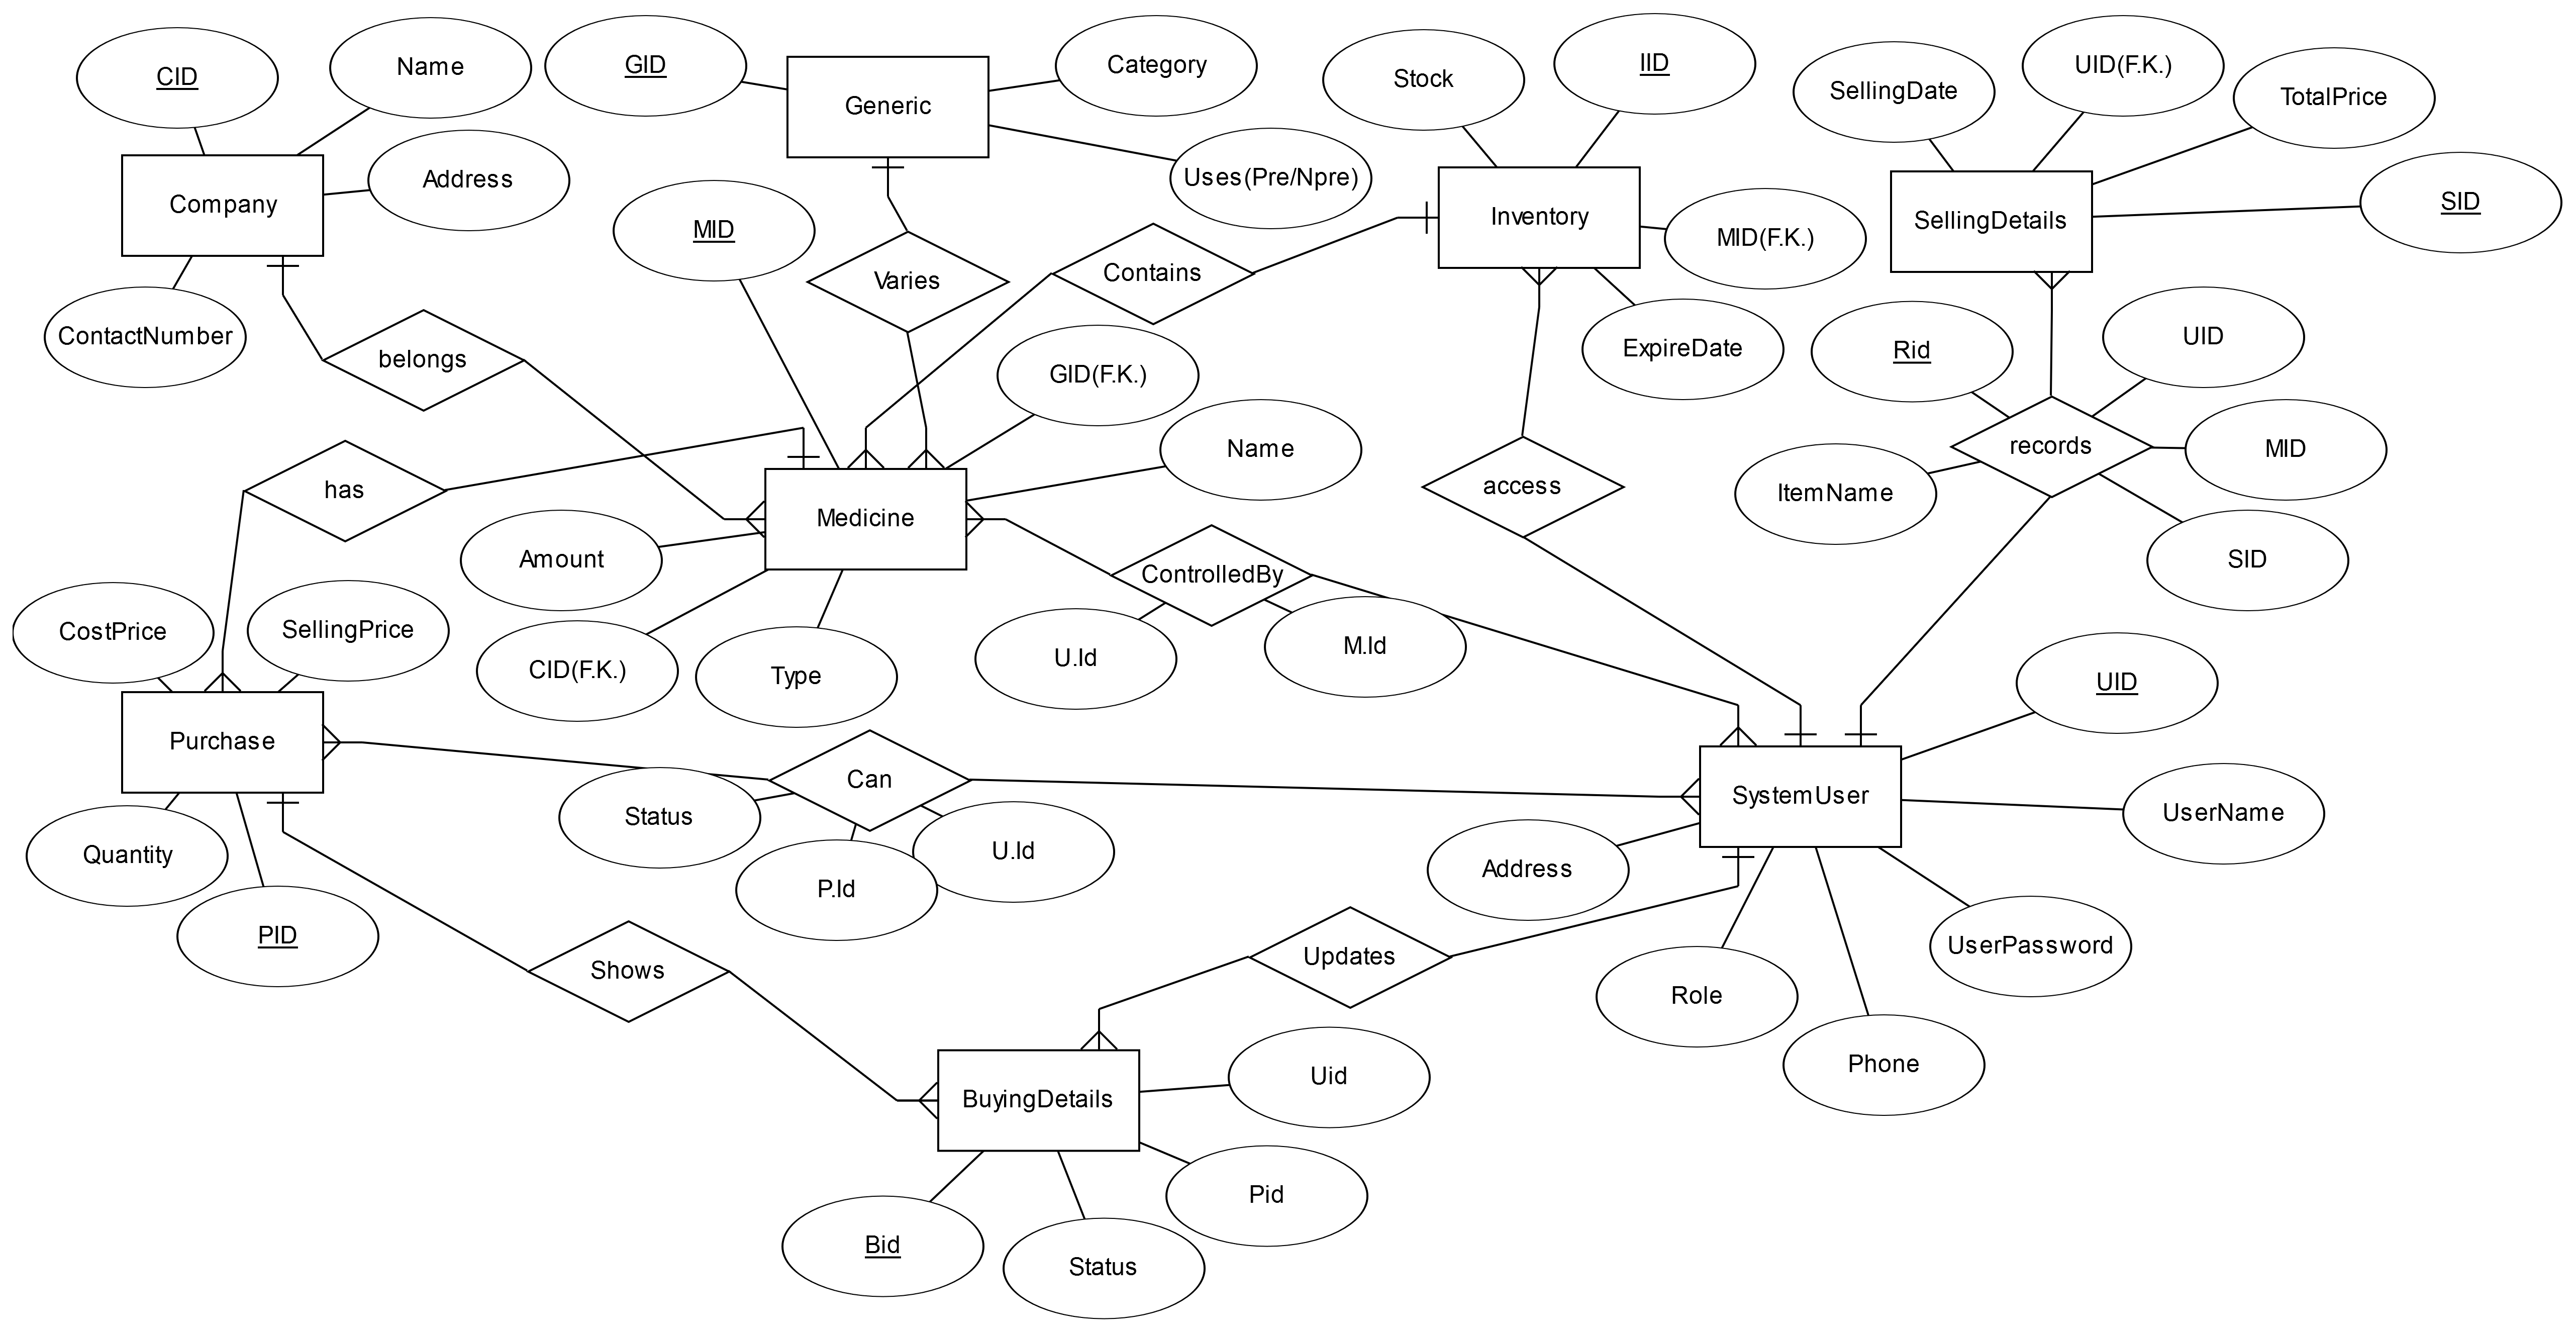 CID
Name
GID
Generic
Category
Stock
IID
SellingDate
UID(F.K.)
TotalPrice
Company
Address
MID
Uses(Pre/Npre)
Inventory
MID(F.K.)
SellingDetails
SID
ContactNumber
belongs
Varies
Contains
GID(F.K.)
ExpireDate
Rid
UID
has
Name
access
records
MID
ItemName
Medicine
Amount
ControlledBy
SID
CostPrice
SellingPrice
CID(F.K.)
Type
U.Id
M.Id
UID
Purchase
Can
SystemUser
Status
UserName
Quantity
P.Id
U.Id
Address
PID
Shows
Updates
UserPassword
Role
Phone
BuyingDetails
Uid
Pid
Bid
Status